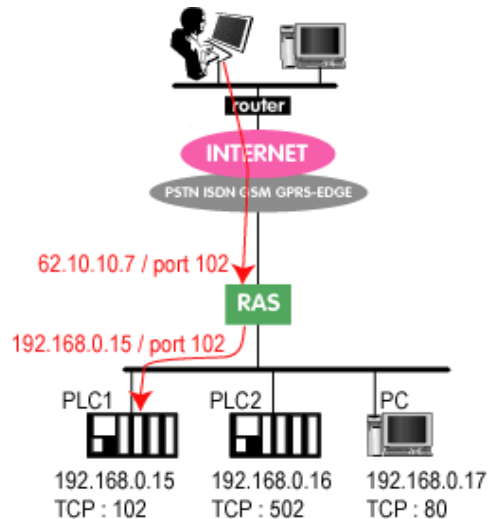 router
INTERNET
PSTN ISDN GSM GPRS-EDGE
62.10.10.7 / port 102
RAS
192.168.0.15 / port 102
PLC1
PLC2
PC
192.168.0.15
192.168.0.16
192.168.0.17
TCP : 102
TCP : 502
TCP : 80